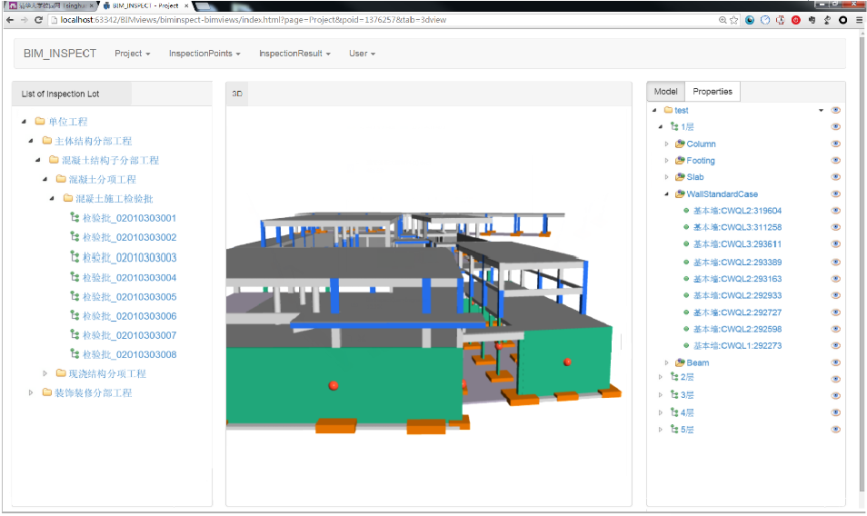 BIM_INSPECT - Project
localhost:63342/BIMviews/biminspect-bimviews/index.html?page=Project&poid=1376257&tab=3dview
BIM_INSPECT
Project
InspectionPoints
InspectionResult
User
List of Inspection Lot
单位工程
主体结构分部工程
混凝土结构子分部工程
混凝土分项工程
混凝土施工检验批
检验批_02010303001
检验批_02010303002
检验批_02010303003
检验批_02010303004
检验批_02010303005
检验批_02010303006
检验批_02010303007
检验批_02010303008
现浇结构分项工程
装饰装修分部工程
3D
Model
Properties
test
1层
Column
Footing
Slab
WallStandardCase
基本墙:CWQL2:319604
基本墙:CWQL3:311258
基本墙:CWQL3:293611
基本墙:CWQL2:293389
基本墙:CWQL2:293163
基本墙:CWQL2:292933
基本墙:CWQL2:292727
基本墙:CWQL2:292598
基本墙:CWQL1:292273
Beam
2层
3层
4层
5层